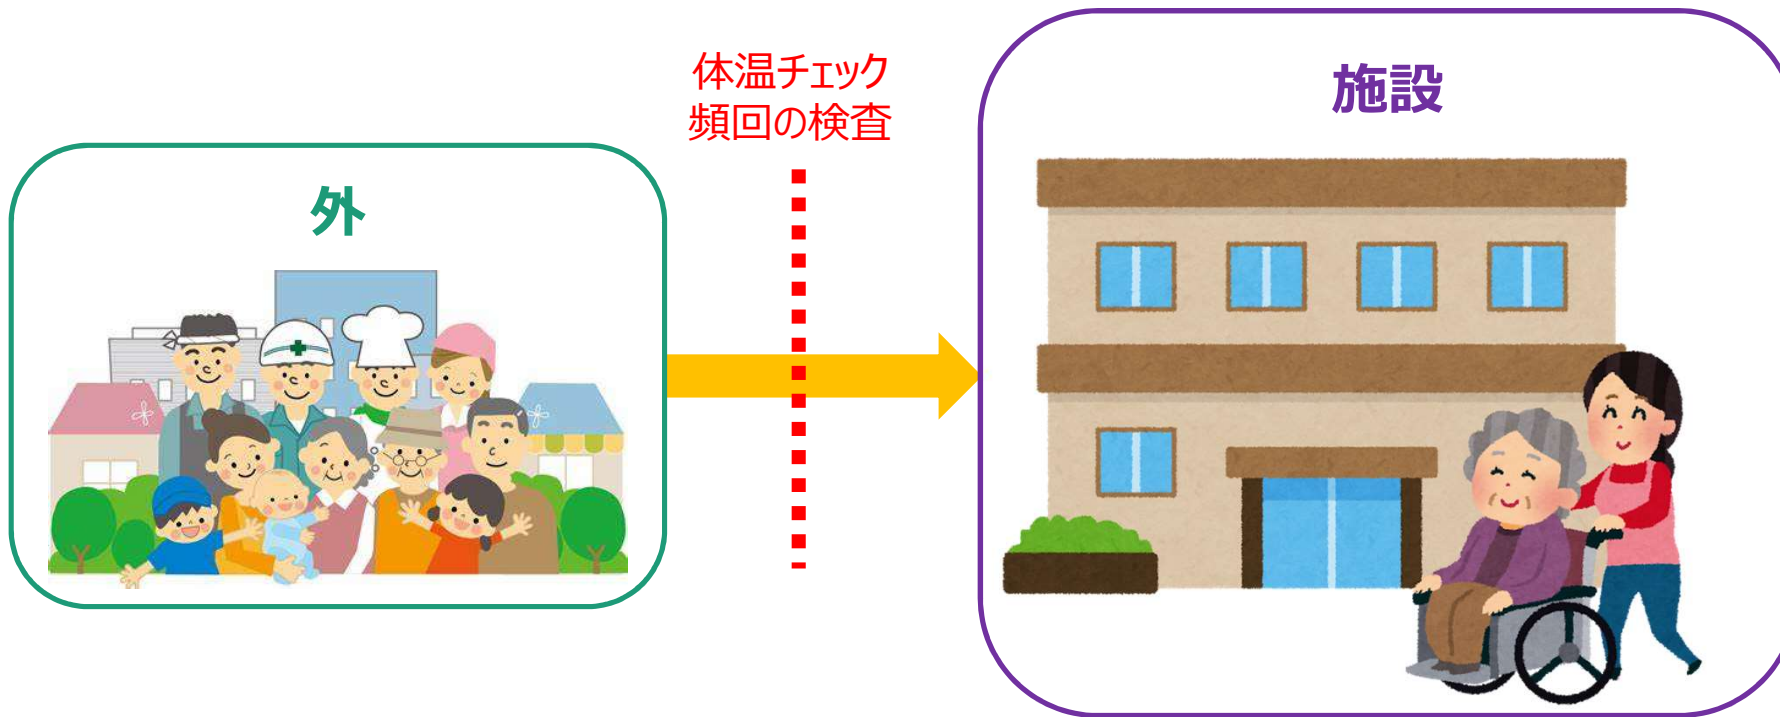 体温チェック
頻回の検査
施設
外